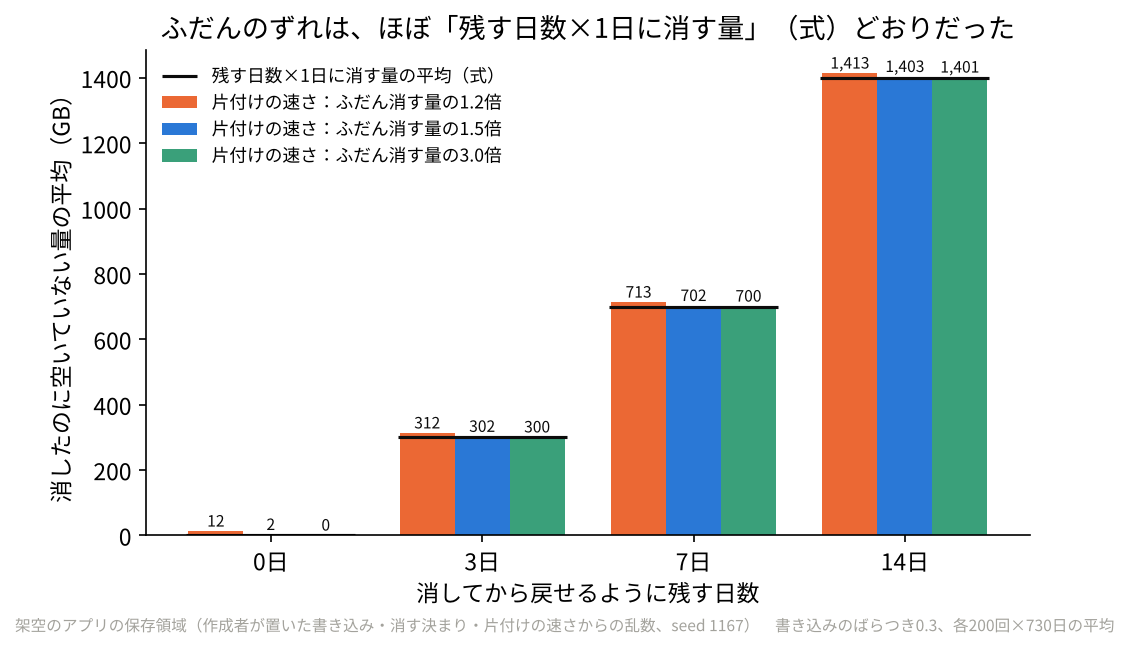 ふだんのずれは、ほぼ「残す日数×1日に消す量」（式）どおりだった
残す日数×1日に消す量の平均（式）
片付けの速さ：ふだん消す量の1.2倍
片付けの速さ：ふだん消す量の1.5倍
片付けの速さ：ふだん消す量の3.0倍
消したのに空いていない量の平均（GB）
1400
1200
1000
800
600
400
200
0
12
2
0
312
302
300
713
702
700
1,413
1,403
1,401
0日
3日
7日
14日
消してから戻せるように残す日数
架空のアプリの保存領域（作成者が置いた書き込み・消す決まり・片付けの速さからの乱数、seed 1167）　書き込みのばらつき0.3、各200回×730日の平均